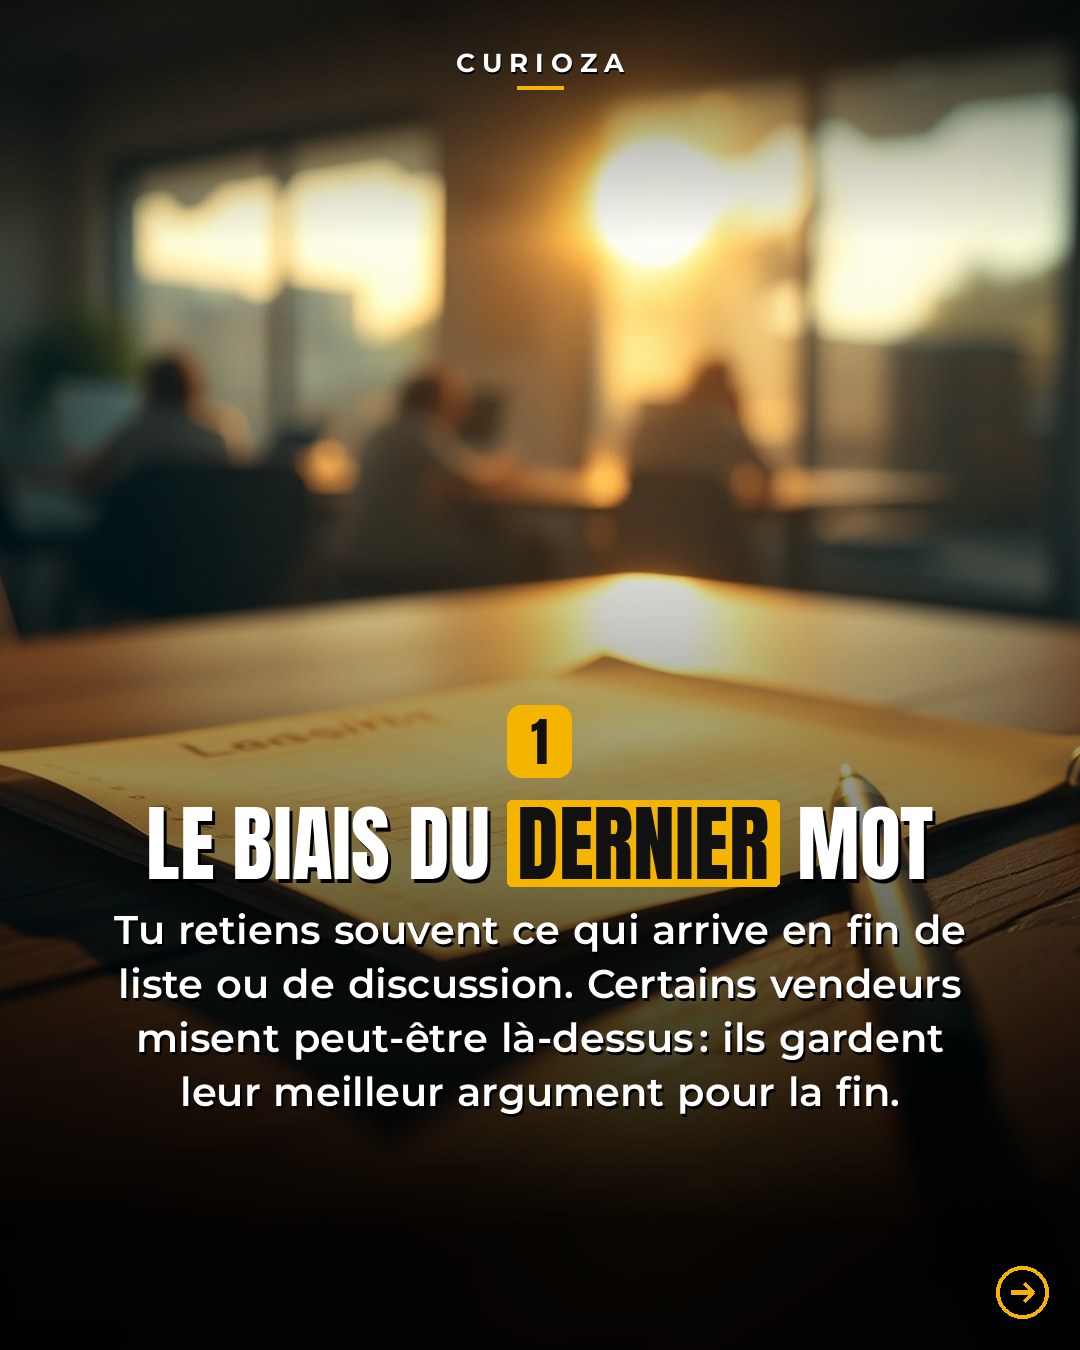 CURIOZA
1
LE BIAIS DU DERNIER MOT
Tu retiens souvent ce qui arrive en fin de
liste ou de discussion. Certains vendeurs
misent peut-être là-dessus : ils gardent
leur meilleur argument pour la fin.